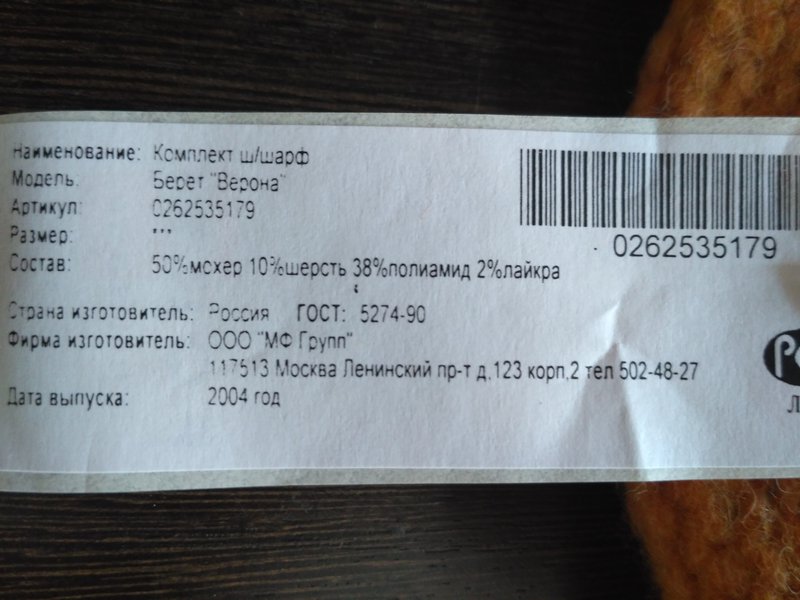 Наименование: Комплект ш/шарф
Модель: Берет "Верона"
Артикул: 0262535179
Размер: ***
Состав: 50%мохер 10%шерсть 38%полиамид 2%лайкра
Страна изготовитель: Россия ГОСТ: 5274-90
Фирма изготовитель: ООО "МФ Групп"
117513 Москва Ленинский пр-т д,123 корп.2 тел 502-48-27
Дата выпуска: 2004 год
0262535179